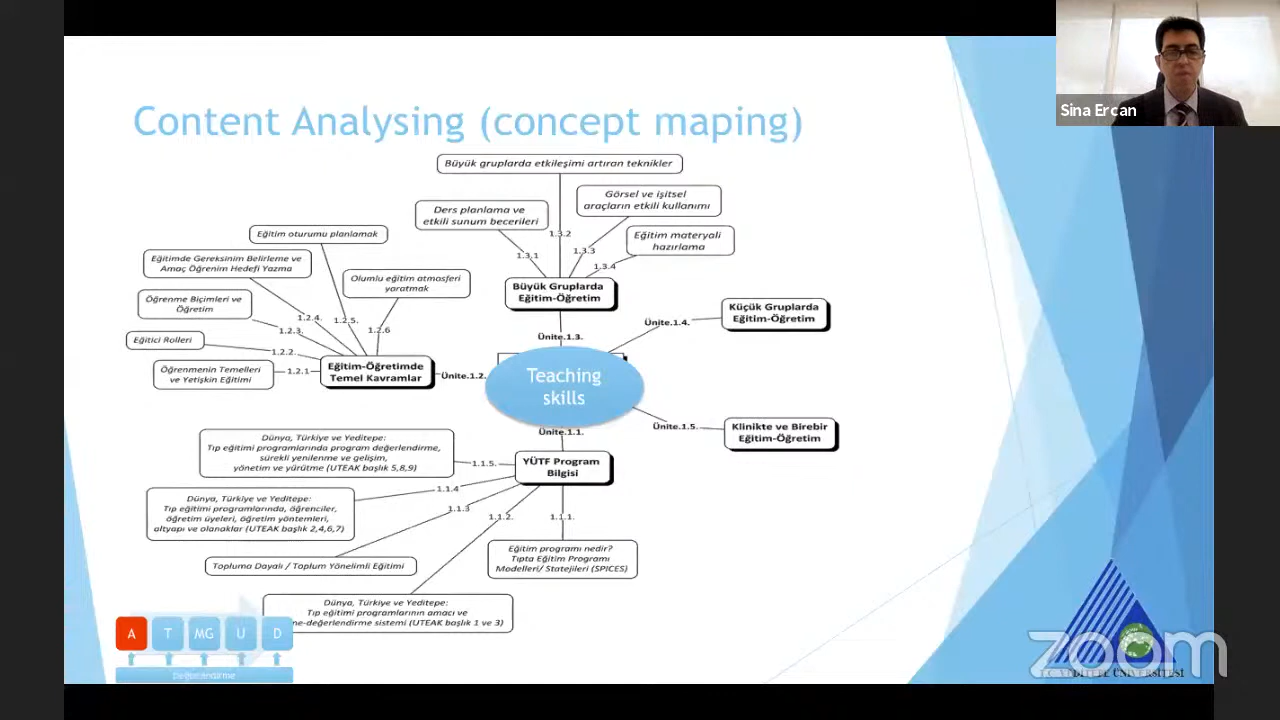 Sina Ercan
Content Analysing (concept maping)
Büyük gruplarda etkileşimi artıran teknikler
Görsel ve işitsel
araçların etkili kullanımı
Ders planlama ve
etkili sunum becerileri
Eğitim materyali
hazırlama
1.3.2
1.3.3
1.3.1
1.3.4
Büyük Gruplarda
Eğitim-Öğretim
Eğitim oturumu planlamak
Eğitimde Gereksinim Belirleme ve
Amaç Öğrenim Hedefi Yazma
Olumlu eğitim atmosferi
yaratmak
Öğrenme Biçimleri ve
Öğretim
Eğitici Rolleri
Öğrenmenin Temelleri
ve Yetişkin Eğitimi
1.2.4.
1.2.5.
1.2.6
1.2.3.
1.2.2.
1.2.1
Eğitim-Öğretimde
Temel Kavramlar
Ünite.1.2.
Ünite.1.3.
Ünite.1.4.
Küçük Gruplarda
Eğitim-Öğretim
Teaching
skills
Ünite.1.5.
Klinikte ve Birebir
Eğitim-Öğretim
Ünite.1.1.
YÜTF Program
Bilgisi
Dünya, Türkiye ve Yeditepe:
Tıp eğitimi programlarında program değerlendirme,
sürekli yenilenme ve gelişim,
yönetim ve yürütme (UTEAK başlık 5,8,9)
1.1.5.
Dünya, Türkiye ve Yeditepe:
Tıp eğitimi programlarında, öğrenciler,
öğretim üyeleri, öğretim yöntemleri,
altyapı ve olanaklar (UTEAK başlık 2,4,6,7)
1.1.4
1.1.3
1.1.2.
1.1.1.
Topluma Dayalı / Toplum Yönelimli Eğitimi
Eğitim programı nedir?
Tıpta Eğitim Programı
Modelleri/ Statejileri (SPICES)
Dünya, Türkiye ve Yeditepe:
Tıp eğitimi programlarının amacı ve
ne-değerlendirme sistemi (UTEAK başlık 1 ve 3)
A T MG U D
Değerlendirme
zoom
T.C. YEDİTEPE ÜNİVERSİTESİ